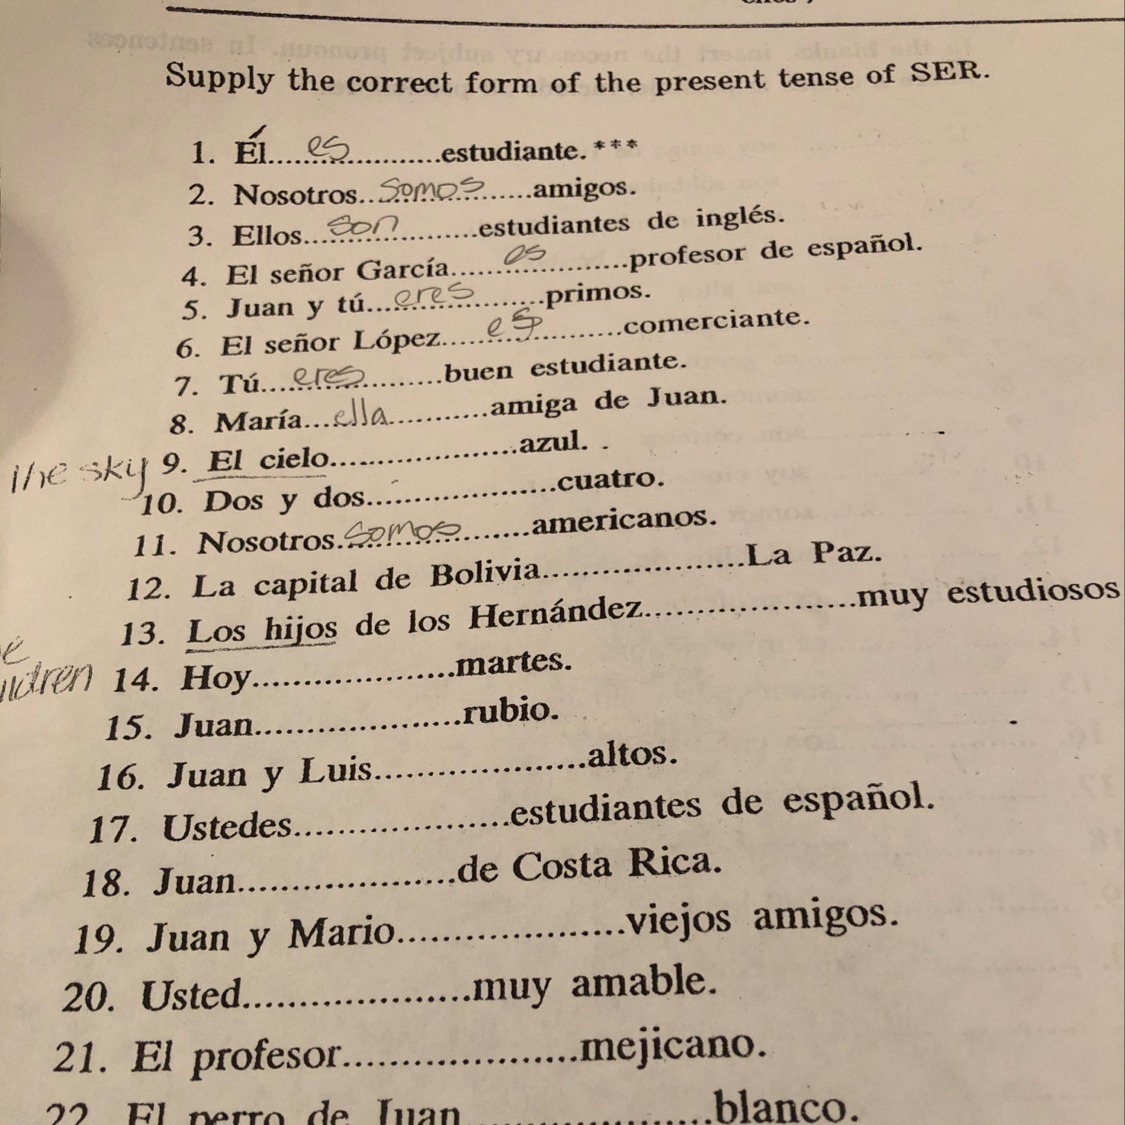 Supply the correct form of the present tense of SER.
1. Él....es....estudiante. ***
2. Nosotros..somos....amigos.
3. Ellos...son....estudiantes de inglés.
4. El señor García....es....profesor de español.
5. Juan y tú...eres....primos.
6. El señor López....es....comerciante.
7. Tú...eres....buen estudiante.
8. María...ella....amiga de Juan.
the sky 9. El cielo....................azul.
10. Dos y dos....................cuatro.
11. Nosotros.somos....americanos.
12. La capital de Bolivia....................La Paz.
13. Los hijos de los Hernández....................muy estudiosos
14. Hoy....................martes.
15. Juan....................rubio.
16. Juan y Luis....................altos.
17. Ustedes....................estudiantes de español.
18. Juan....................de Costa Rica.
19. Juan y Mario....................viejos amigos.
20. Usted....................muy amable.
21. El profesor....................mejicano.
22. El perro de Juan....................blanco.